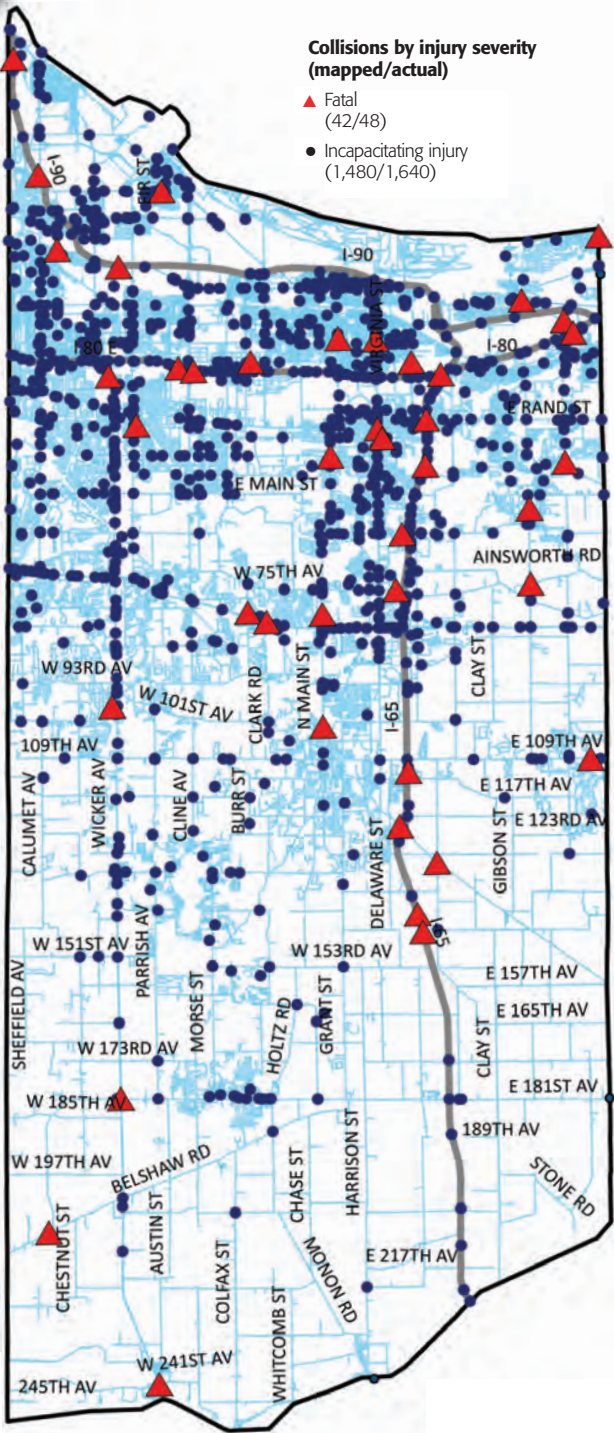 Collisions by injury severity
(mapped/actual)
Fatal
(42/48)
Incapacitating injury
(1,480/1,640)
I-90
FIR ST
I-90
VIRGINIA ST
I-80 E
I-80
E RAND ST
E MAIN ST
AINSWORTH RD
W 75TH AV
W 93RD AV
W 101ST AV
CLARK RD
N MAIN ST
CLAY ST
I-65
109TH AV
E 109TH AV
E 117TH AV
E 123RD AV
CALUMET AV
WICKER AV
CLINE AV
BURR ST
DELAWARE ST
GIBSON ST
I-65
W 151ST AV
PARRISH AV
W 153RD AV
E 157TH AV
E 165TH AV
SHEFFIELD AV
MORSE ST
HOLTZ RD
GRANT ST
CLAY ST
W 173RD AV
E 181ST AV
W 185TH AV
189TH AV
W 197TH AV
BELSHAW RD
CHASE ST
HARRISON ST
STONE RD
CHESTNUT ST
AUSTIN ST
COLFAX ST
MONON RD
E 217TH AV
WHITCOMB ST
W 241ST AV
245TH AV